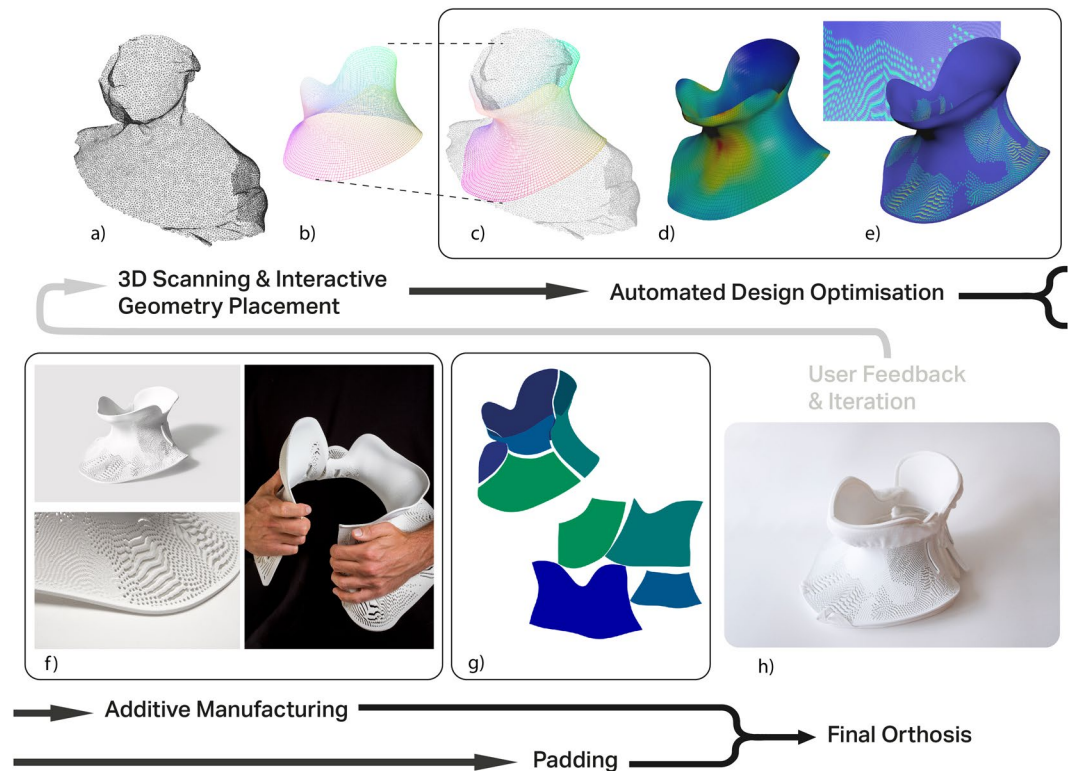 a)
b)
c)
d)
e)
3D Scanning & Interactive
Geometry Placement
Automated Design Optimisation
User Feedback
& Iteration
f)
g)
h)
Additive Manufacturing
Final Orthosis
Padding